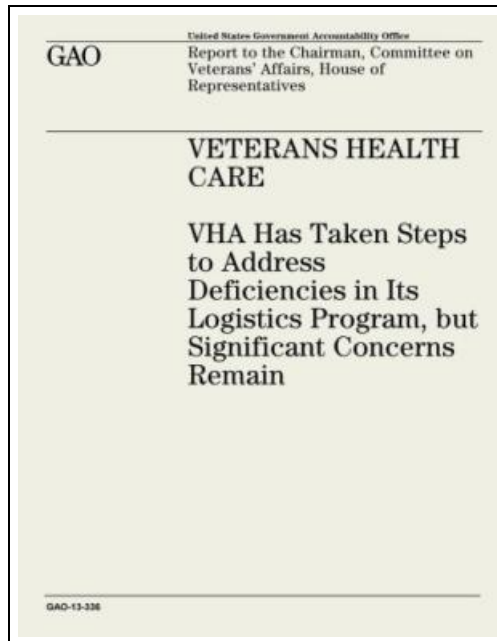 United States Government Accountability Office
GAO
Report to the Chairman, Committee on
Veterans' Affairs, House of
Representatives
VETERANS HEALTH
CARE
VHA Has Taken Steps
to Address
Deficiencies in Its
Logistics Program, but
Significant Concerns
Remain
GAO-13-336